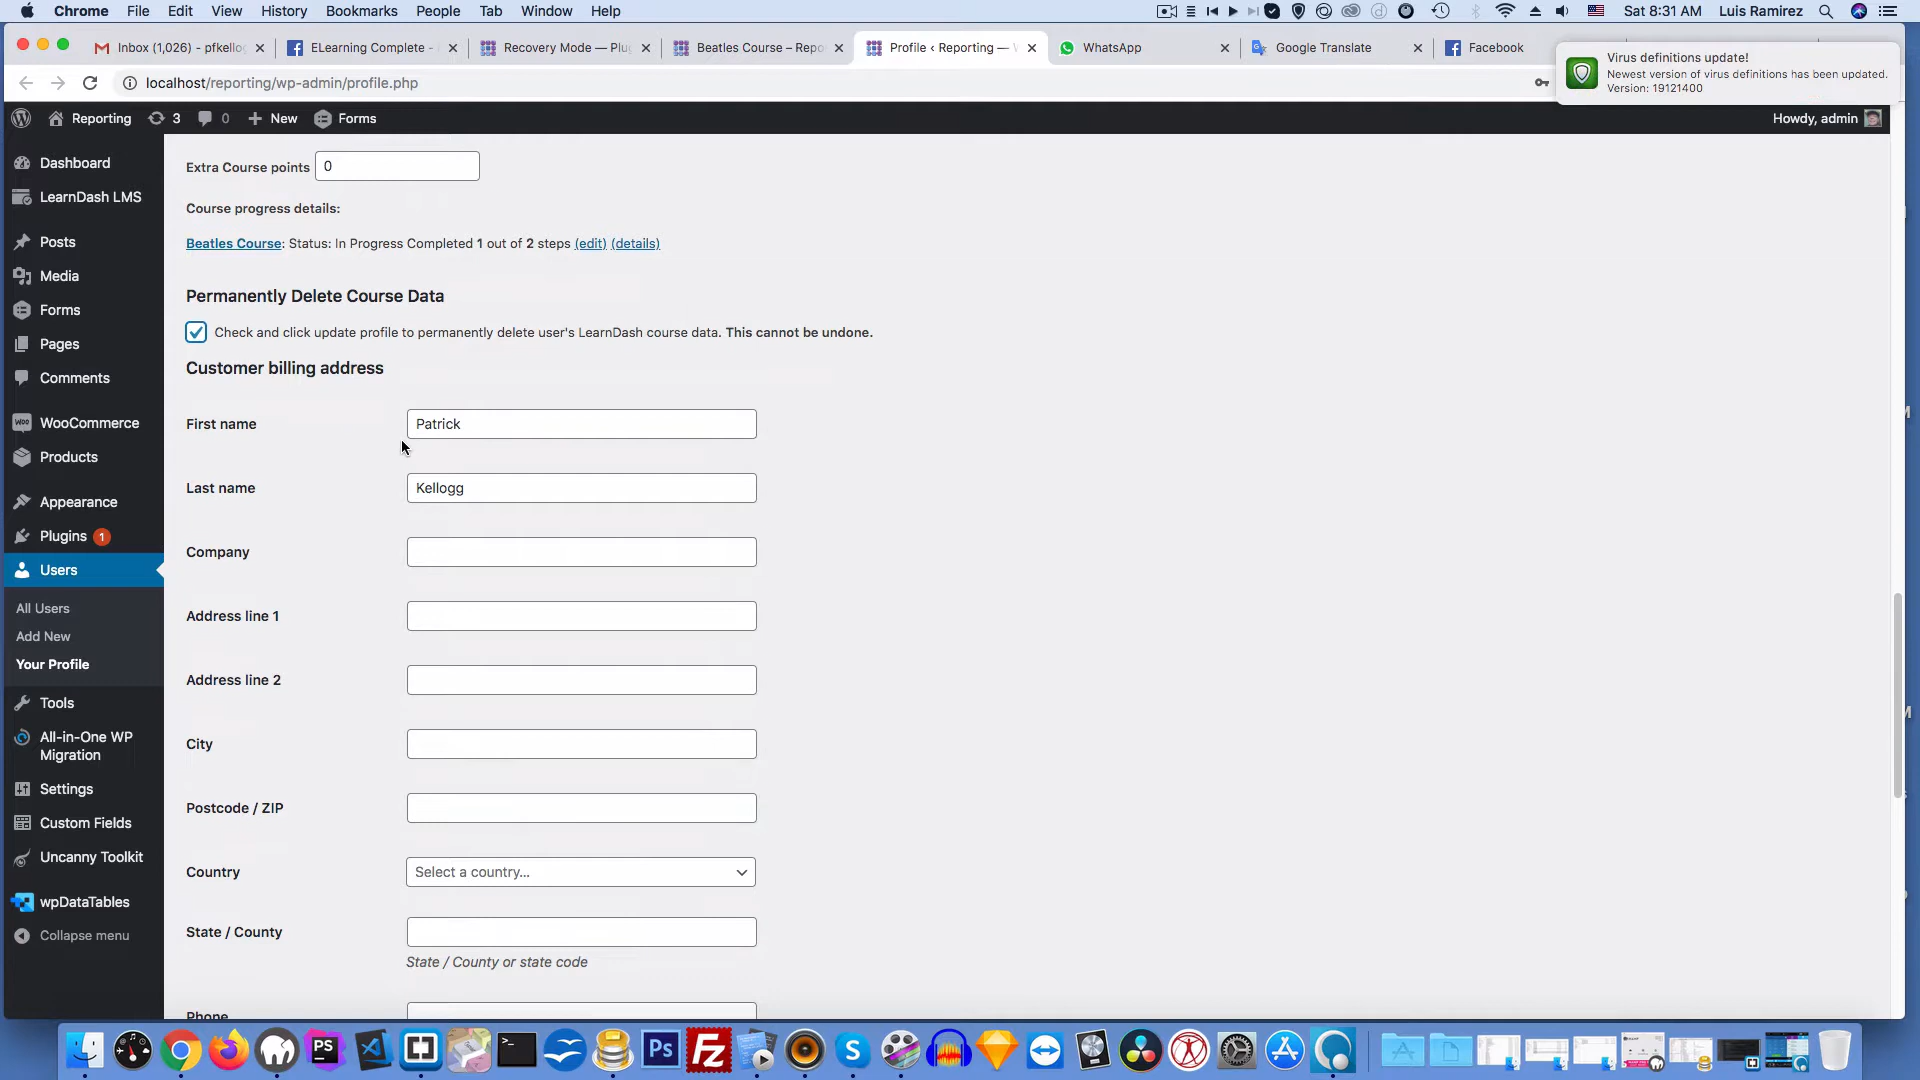 Chrome File Edit View History Bookmarks People Tab Window Help Sat 8:31 AM Luis Ramirez
Inbox (1,026) - pfkellog ELearning Complete - Recovery Mode — Plug Beatles Course – Repo Profile ‹ Reporting — WhatsApp Google Translate Facebook
Virus definitions update!
Newest version of virus definitions has been updated.
Version: 19121400
localhost/reporting/wp-admin/profile.php
Reporting 3 0 New Forms Howdy, admin
Dashboard
LearnDash LMS
Posts
Media
Forms
Pages
Comments
WooCommerce
Products
Appearance
Plugins 1
Users
All Users
Add New
Your Profile
Tools
All-in-One WP
Migration
Settings
Custom Fields
Uncanny Toolkit
wpDataTables
Collapse menu
Extra Course points 0
Course progress details:
Beatles Course: Status: In Progress Completed 1 out of 2 steps (edit) (details)
Permanently Delete Course Data
Check and click update profile to permanently delete user's LearnDash course data. This cannot be undone.
Customer billing address
First name Patrick
Last name Kellogg
Company
Address line 1
Address line 2
City
Postcode / ZIP
Country Select a country...
State / County
State / County or state code
Phone